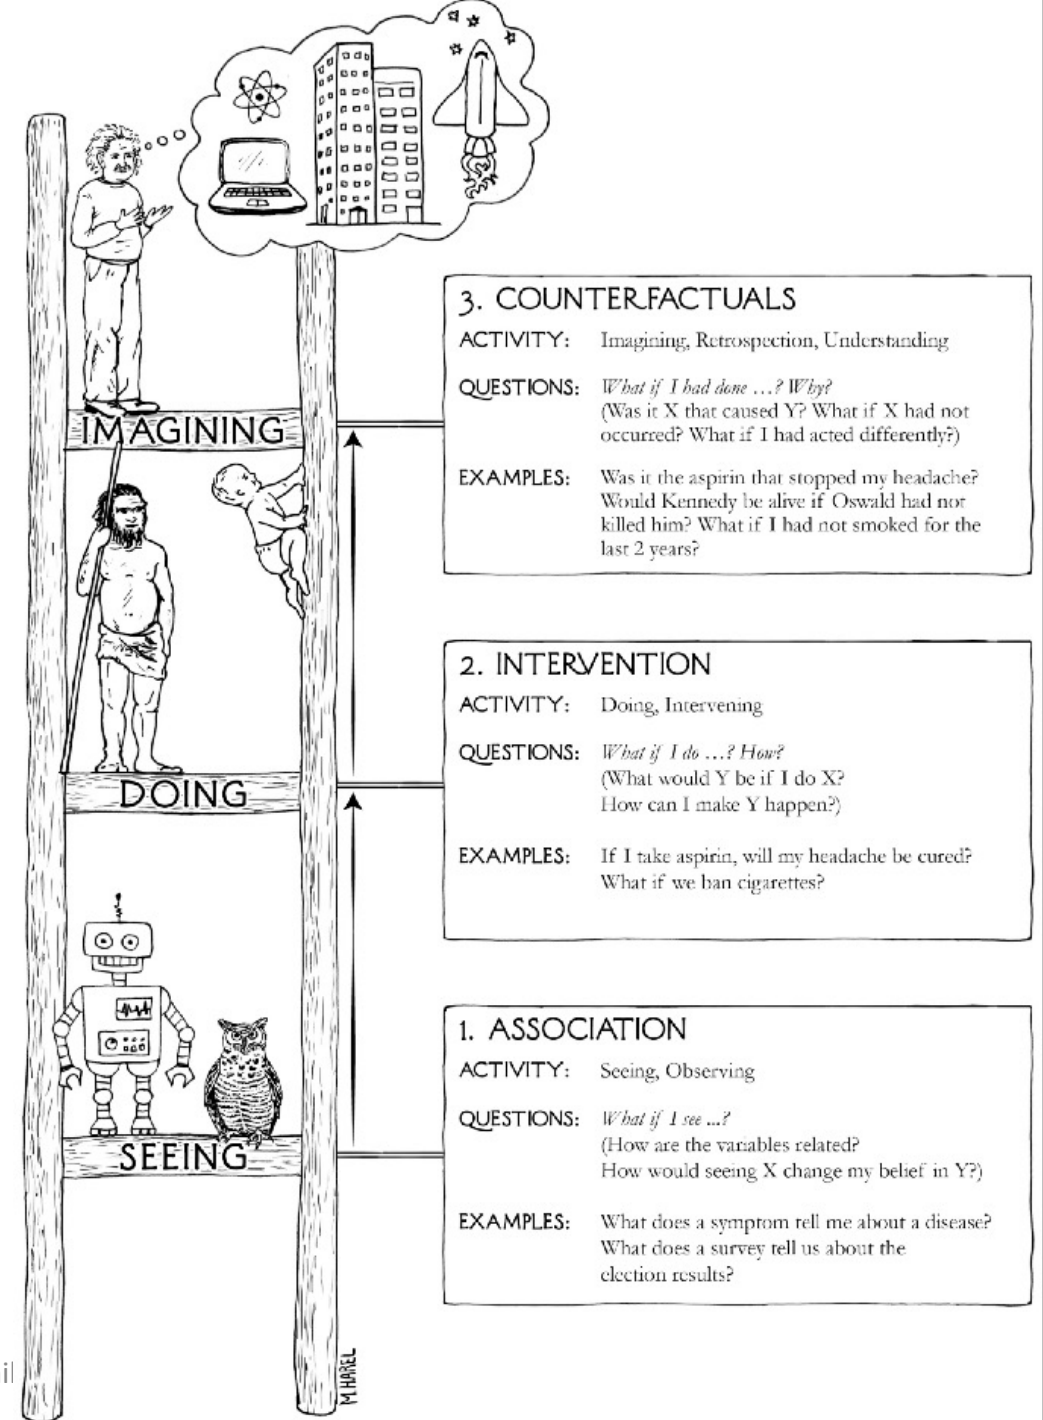 3. COUNTERFACTUALS
ACTIVITY: Imagining, Retrospection, Understanding
QUESTIONS: What if I had done …? Why?
(Was it X that caused Y? What if X had not
occurred? What if I had acted differently?)
EXAMPLES: Was it the aspirin that stopped my headache?
Would Kennedy be alive if Oswald had not
killed him? What if I had not smoked for the
last 2 years?
IMAGINING
2. INTERVENTION
ACTIVITY: Doing, Intervening
QUESTIONS: What if I do …? How?
(What would Y be if I do X?
How can I make Y happen?)
EXAMPLES: If I take aspirin, will my headache be cured?
What if we ban cigarettes?
DOING
1. ASSOCIATION
ACTIVITY: Seeing, Observing
QUESTIONS: What if I see ...?
(How are the variables related?
How would seeing X change my belief in Y?)
EXAMPLES: What does a symptom tell me about a disease?
What does a survey tell us about the
election results?
SEEING
M. HAREL